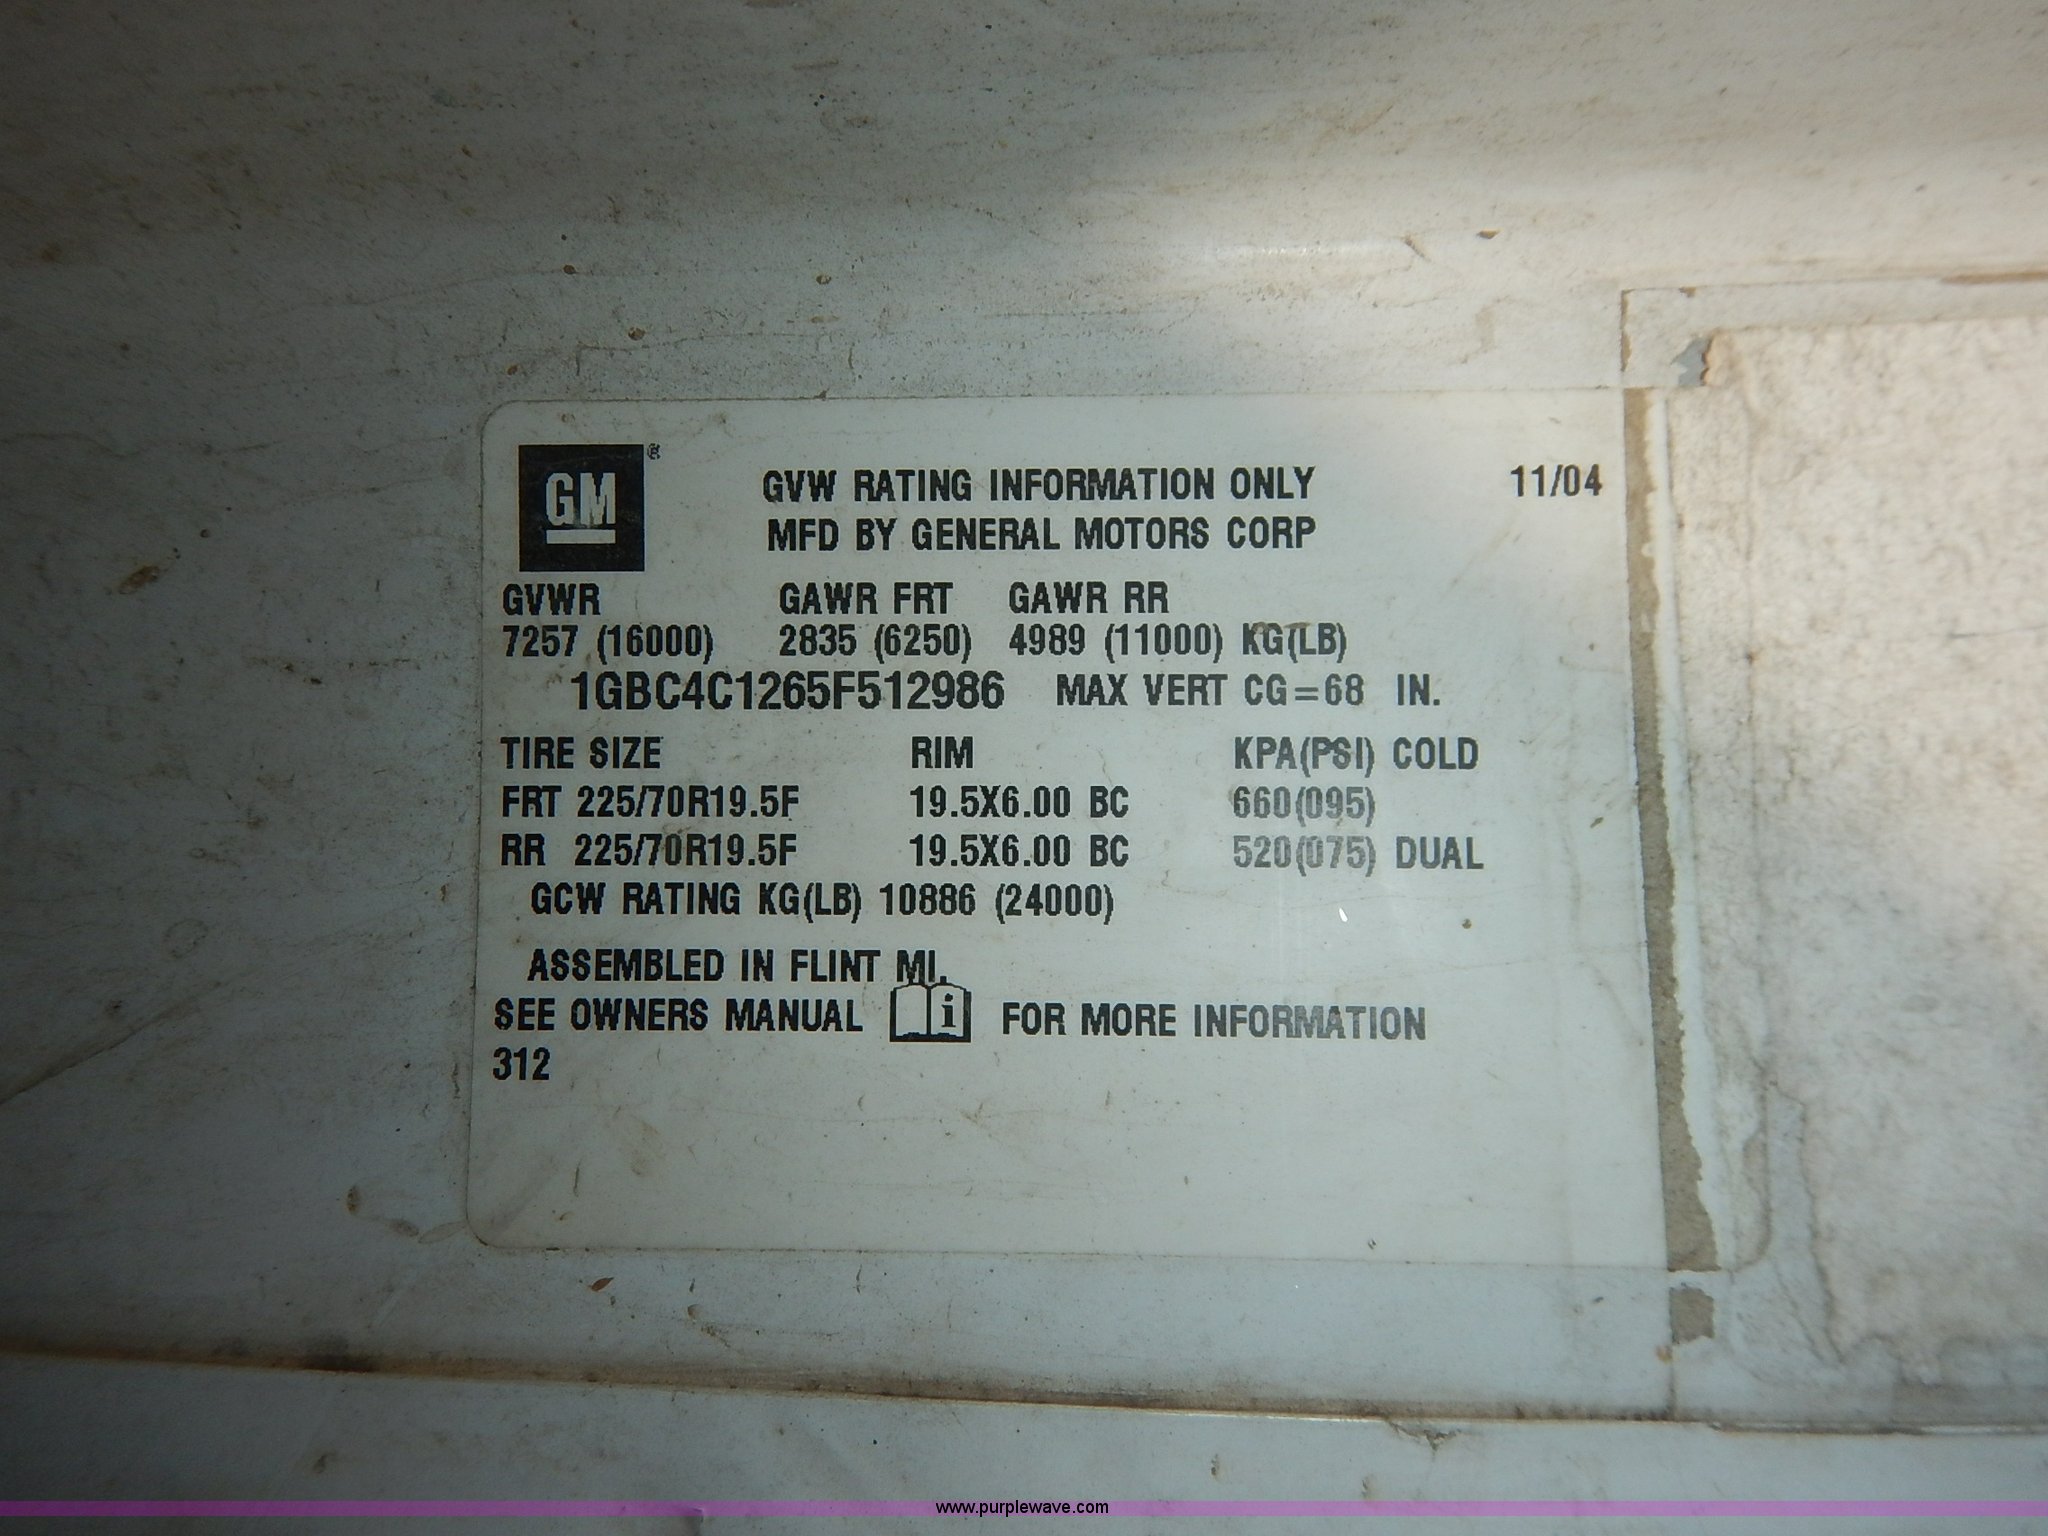 GM ®
GVW RATING INFORMATION ONLY 11/04
MFD BY GENERAL MOTORS CORP
GVWR GAWR FRT GAWR RR
7257 (16000) 2835 (6250) 4989 (11000) KG(LB)
1GBC4C1265F512986 MAX VERT CG=68 IN.
TIRE SIZE RIM KPA(PSI) COLD
FRT 225/70R19.5F 19.5X6.00 BC 660(095)
RR 225/70R19.5F 19.5X6.00 BC 520(075) DUAL
GCW RATING KG(LB) 10886 (24000)
ASSEMBLED IN FLINT MI.
SEE OWNERS MANUAL i FOR MORE INFORMATION
312
www.purplewave.com